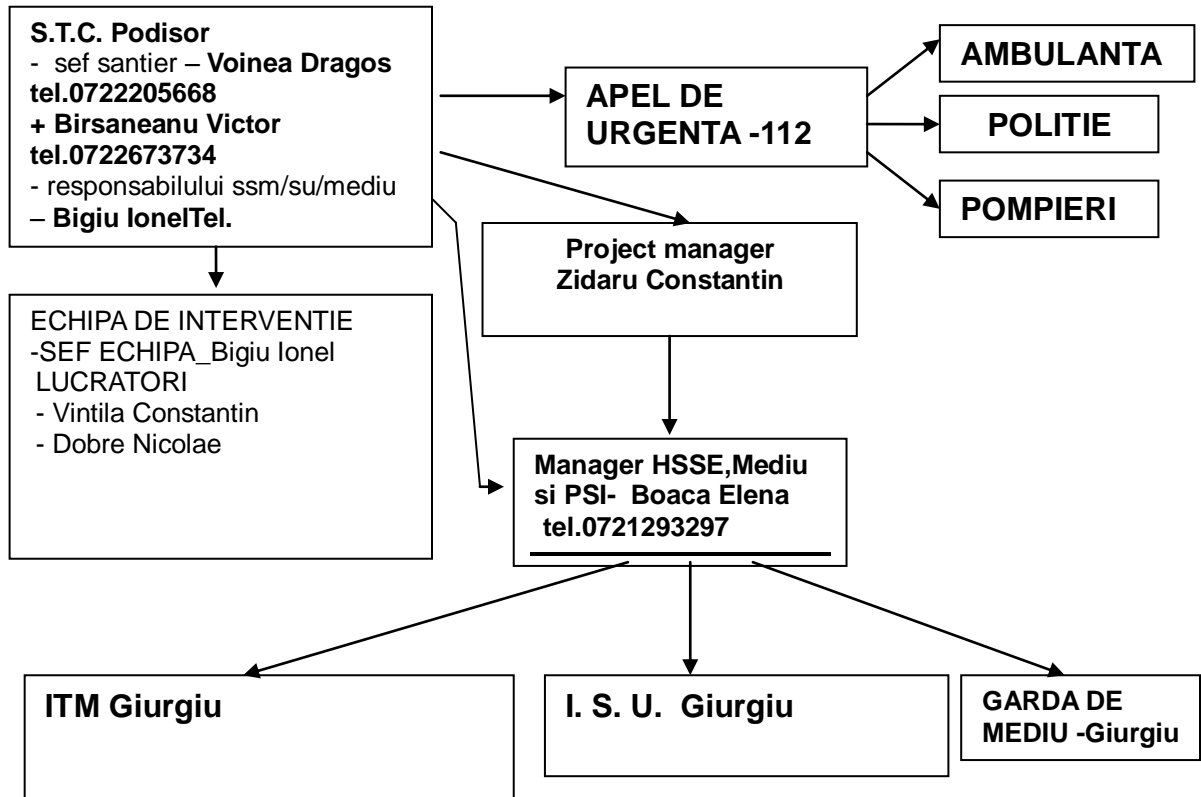 S.T.C. Podisor
- sef santier – Voinea Dragos
tel.0722205668
+ Birsaneanu Victor
tel.0722673734
- responsabilului ssm/su/mediu
– Bigiu IonelTel.
APEL DE
URGENTA -112
AMBULANTA
POLITIE
POMPIERI
Project manager
Zidaru Constantin
ECHIPA DE INTERVENTIE
-SEF ECHIPA_Bigiu Ionel
LUCRATORI
- Vintila Constantin
- Dobre Nicolae
Manager HSSE,Mediu
si PSI- Boaca Elena
tel.0721293297
ITM Giurgiu
I. S. U. Giurgiu
GARDA DE
MEDIU -Giurgiu